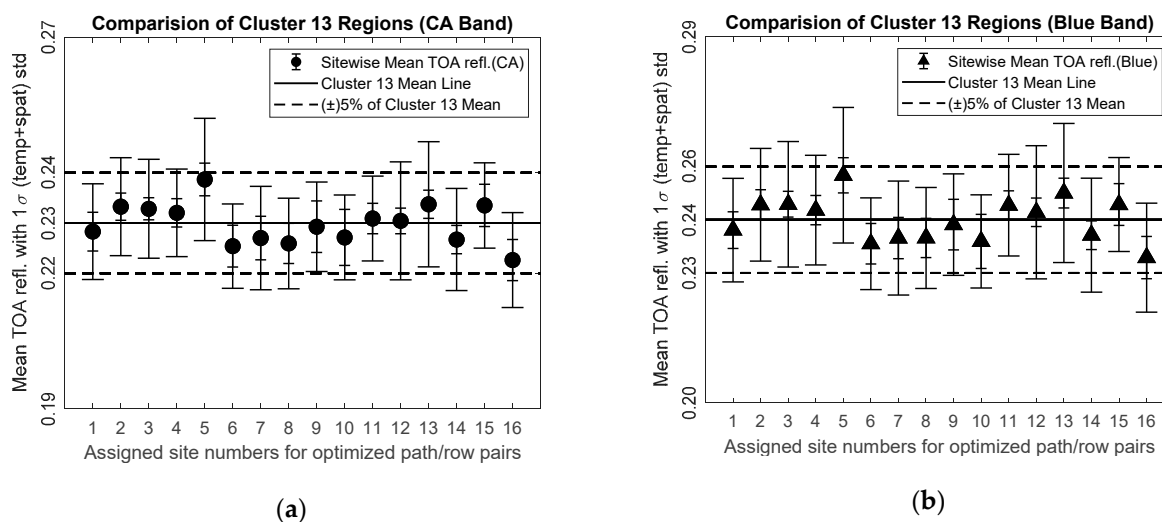 Comparision of Cluster 13 Regions (CA Band)
Mean TOA refl. with 1 σ (temp+spat) std
0.27
0.24
0.23
0.22
0.19
Sitewise Mean TOA refl.(CA)
Cluster 13 Mean Line
(±)5% of Cluster 13 Mean
1 2 3 4 5 6 7 8 9 10 11 12 13 14 15 16
Assigned site numbers for optimized path/row pairs
(a)
Comparision of Cluster 13 Regions (Blue Band)
Mean TOA refl. with 1 σ (temp+spat) std
0.29
0.26
0.24
0.23
0.20
Sitewise Mean TOA refl.(Blue)
Cluster 13 Mean Line
(±)5% of Cluster 13 Mean
1 2 3 4 5 6 7 8 9 10 11 12 13 14 15 16
Assigned site numbers for optimized path/row pairs
(b)